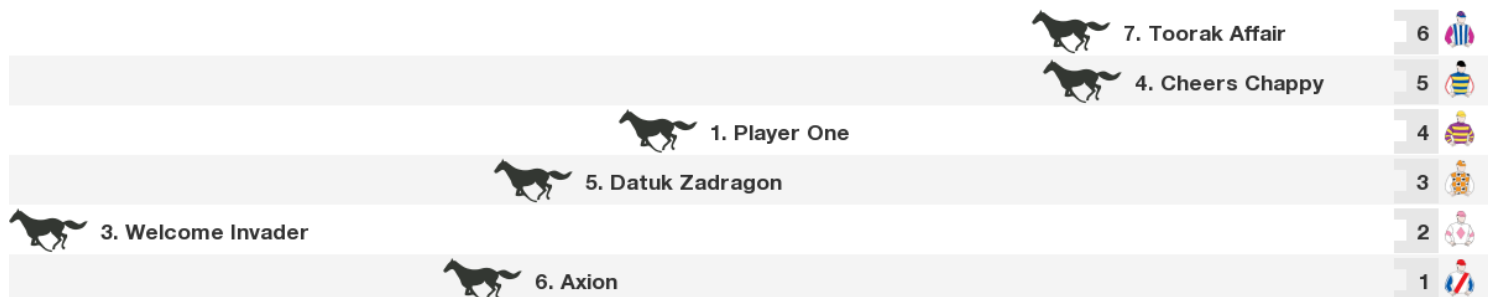 7. Toorak Affair 6
4. Cheers Chappy 5
1. Player One 4
5. Datuk Zadragon 3
3. Welcome Invader 2
6. Axion 1